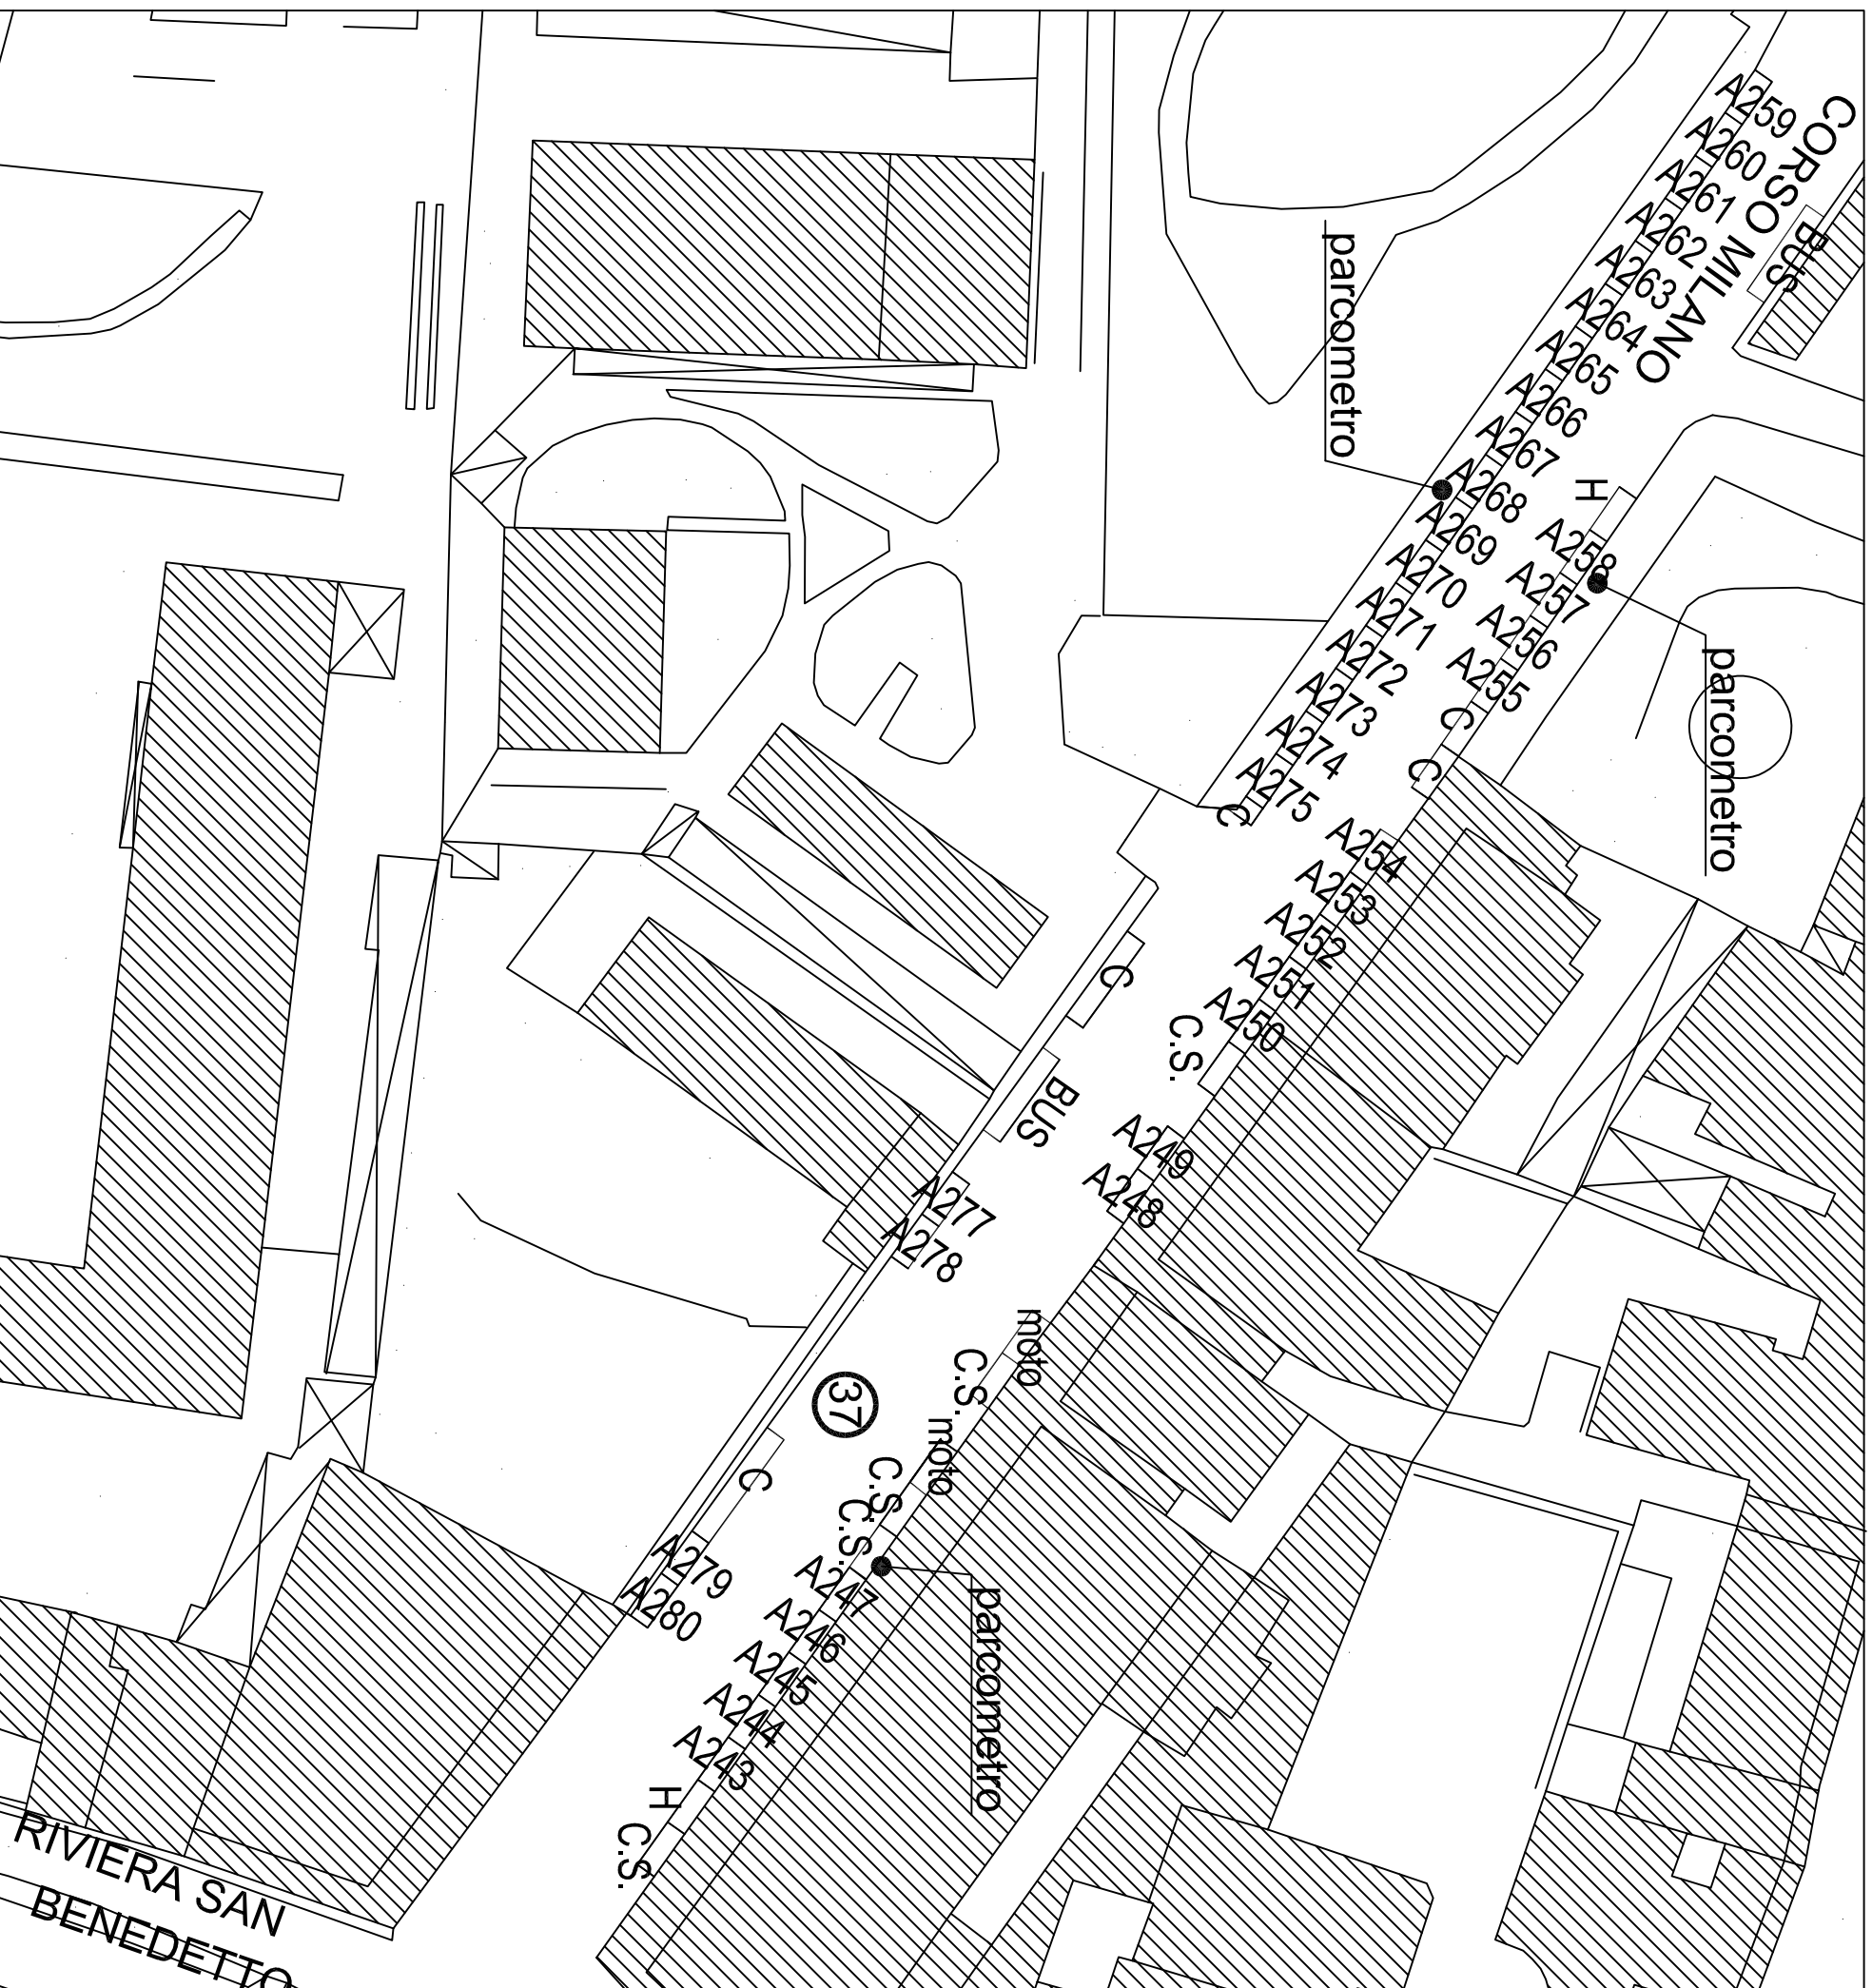 CORSO MILANO
BUS
A259
A260
A261
A262
A263
A264
A265
A266
A267
A268
A269
A270
A271
A272
A273
A274
A275
C
parcometro
H
A258
A257
A256
A255
C
C
parcometro
A254
A253
A252
A251
A250
C.S.
C
BUS
A249
A248
A277
A278
moto
C.S.
37
moto
C.S.
C.S.
C
A279
A280
A247
A246
A245
A244
A243
parcometro
H
C.S.
RIVIERA SAN
BENEDETTO